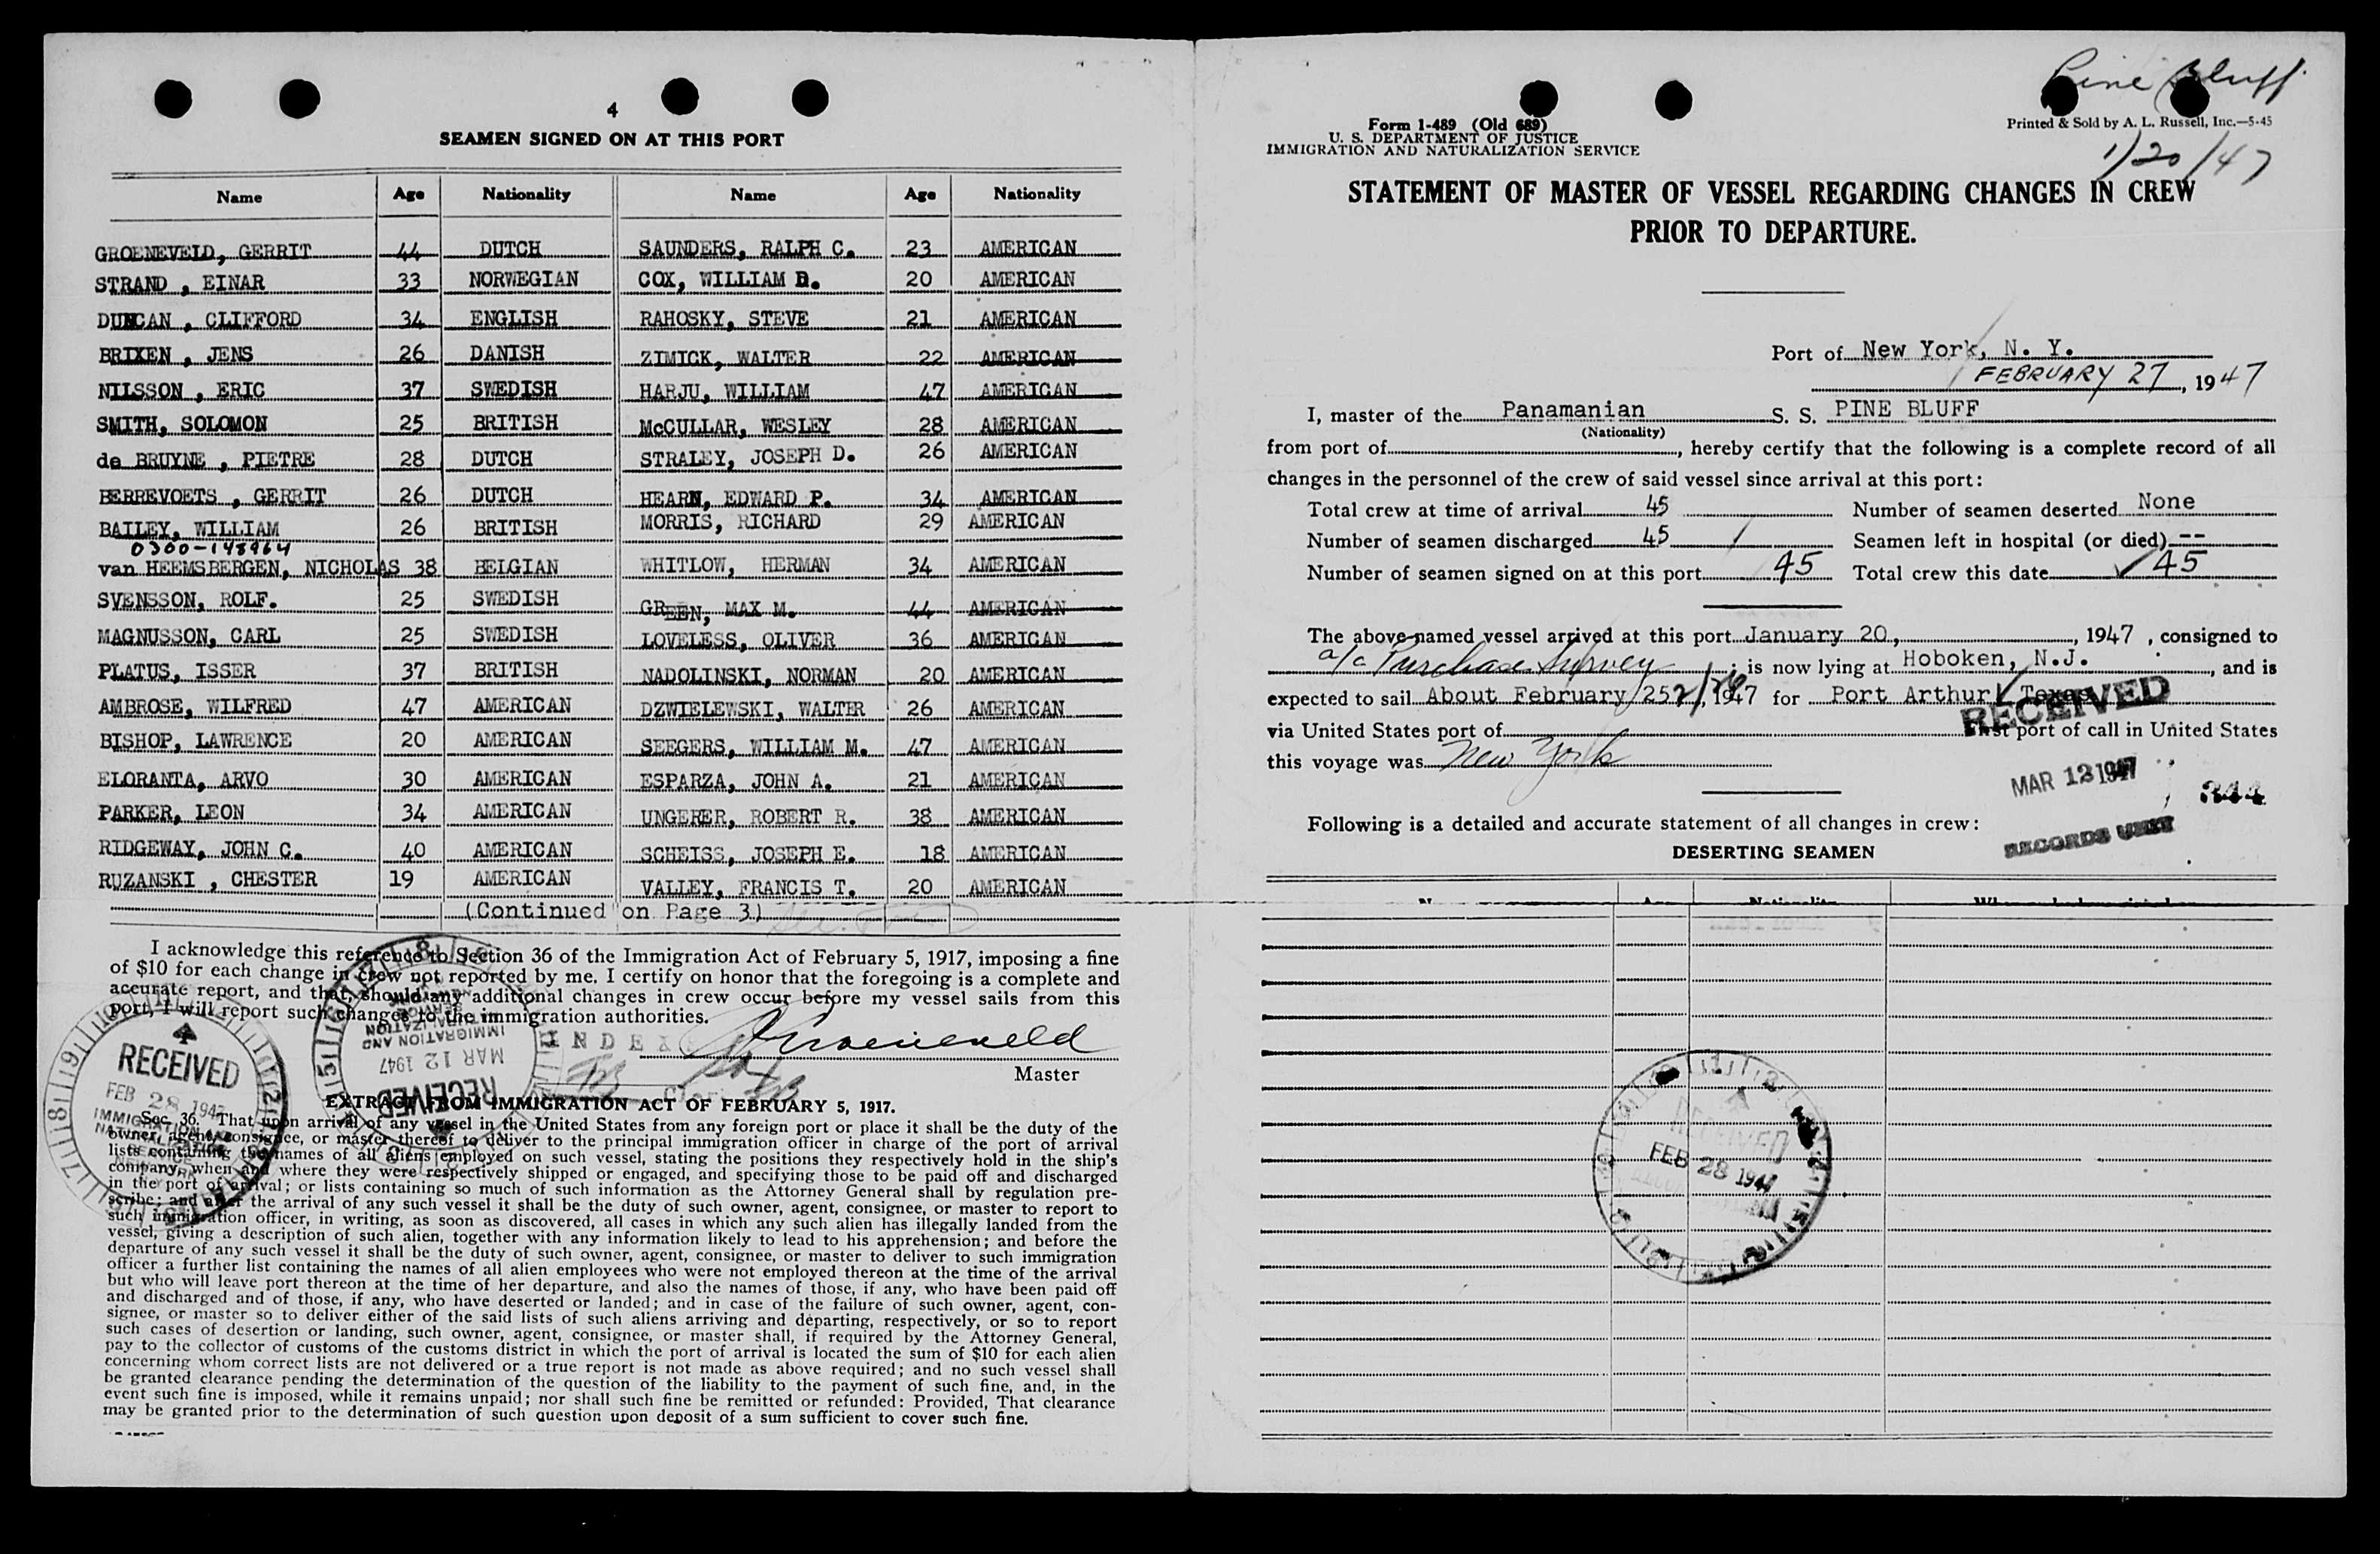 4
SEAMEN SIGNED ON AT THIS PORT
Name Age Nationality Name Age Nationality
GROENEVELD, GERRIT 44 DUTCH SAUNDERS, RALPH C. 23 AMERICAN
STRAND , EINAR 33 NORWEGIAN COX, WILLIAM D. 20 AMERICAN
DUNCAN , CLIFFORD 34 ENGLISH RAHOSKY, STEVE 21 AMERICAN
BRIXEN , JENS 26 DANISH ZIMICK, WALTER 22 AMERICAN
NILSSON , ERIC 37 SWEDISH HARJU, WILLIAM 47 AMERICAN
SMITH, SOLOMON 25 BRITISH McCULLAR, WESLEY 28 AMERICAN
de BRUYNE , PIETRE 28 DUTCH STRALEY, JOSEPH D. 26 AMERICAN
BERREVOETS , GERRIT 26 DUTCH HEARN, EDWARD P. 34 AMERICAN
BAILEY, WILLIAM 26 BRITISH MORRIS, RICHARD 29 AMERICAN
0300-148964
van HEEMSBERGEN, NICHOLAS 38 BELGIAN WHITLOW, HERMAN 34 AMERICAN
SVENSSON, ROLF. 25 SWEDISH GREEN, MAX M. 44 AMERICAN
MAGNUSSON, CARL 25 SWEDISH LOVELESS, OLIVER 36 AMERICAN
PLATUS, ISSER 37 BRITISH NADOLINSKI, NORMAN 20 AMERICAN
AMBROSE, WILFRED 47 AMERICAN DZWIELEWSKI, WALTER 26 AMERICAN
BISHOP, LAWRENCE 20 AMERICAN SEEGERS, WILLIAM M. 47 AMERICAN
ELORANTA, ARVO 30 AMERICAN ESPARZA, JOHN A. 21 AMERICAN
PARKER, LEON 34 AMERICAN UNGERER, ROBERT R. 38 AMERICAN
RIDGEWAY, JOHN C. 40 AMERICAN SCHEISS, JOSEPH E. 18 AMERICAN
RUZANSKI , CHESTER 19 AMERICAN VALLEY, FRANCIS T. 20 AMERICAN
(Continued on Page 3)
I acknowledge this reference to Section 36 of the Immigration Act of February 5, 1917, imposing a fine
of $10 for each change in crew not reported by me. I certify on honor that the foregoing is a complete and
accurate report, and that, should any additional changes in crew occur before my vessel sails from this
port, I will report such changes to the immigration authorities.
INDEX
G Groeneveld
Master
RECEIVED
FEB 28 1947
IMMIGRATION AND
NATURALIZATION
SERVICE
RECEIVED
MAR 12 1947
IMMIGRATION AND
NATURALIZATION
SERVICE
EXTRACT FROM IMMIGRATION ACT OF FEBRUARY 5, 1917.
Sec. 36. That upon arrival of any vessel in the United States from any foreign port or place it shall be the duty of the
owner, agent, consignee, or master thereof to deliver to the principal immigration officer in charge of the port of arrival
lists containing the names of all aliens employed on such vessel, stating the positions they respectively hold in the ship's
company, when and where they were respectively shipped or engaged, and specifying those to be paid off and discharged
in the port of arrival; or lists containing so much of such information as the Attorney General shall by regulation pre-
scribe; and after the arrival of any such vessel it shall be the duty of such owner, agent, consignee, or master to report to
such immigration officer, in writing, as soon as discovered, all cases in which any such alien has illegally landed from the
vessel, giving a description of such alien, together with any information likely to lead to his apprehension; and before the
departure of any such vessel it shall be the duty of such owner, agent, consignee, or master to deliver to such immigration
officer a further list containing the names of all alien employees who were not employed thereon at the time of the arrival
but who will leave port thereon at the time of her departure, and also the names of those, if any, who have been paid off
and discharged and of those, if any, who have deserted or landed; and in case of the failure of such owner, agent, con-
signee, or master so to deliver either of the said lists of such aliens arriving and departing, respectively, or so to report
such cases of desertion or landing, such owner, agent, consignee, or master shall, if required by the Attorney General,
pay to the collector of customs of the customs district in which the port of arrival is located the sum of $10 for each alien
concerning whom correct lists are not delivered or a true report is not made as above required; and no such vessel shall
be granted clearance pending the determination of the question of the liability to the payment of such fine, and, in the
event such fine is imposed, while it remains unpaid; nor shall such fine be remitted or refunded: Provided, That clearance
may be granted prior to the determination of such question upon deposit of a sum sufficient to cover such fine.
Pine Bluff
Form I-489 (Old 689)
U. S. DEPARTMENT OF JUSTICE
IMMIGRATION AND NATURALIZATION SERVICE
Printed & Sold by A. L. Russell, Inc.—5-45
1/20/47
STATEMENT OF MASTER OF VESSEL REGARDING CHANGES IN CREW
PRIOR TO DEPARTURE.
Port of New York, N. Y.
FEBRUARY 27, 1947
I, master of the Panamanian S. S. PINE BLUFF
(Nationality)
from port of , hereby certify that the following is a complete record of all
changes in the personnel of the crew of said vessel since arrival at this port:
Total crew at time of arrival 45 Number of seamen deserted None
Number of seamen discharged 45 Seamen left in hospital (or died) --
Number of seamen signed on at this port 45 Total crew this date 45
The above-named vessel arrived at this port January 20, , 1947 , consigned to
a/c Purchase Survey ; is now lying at Hoboken, N.J. , and is
expected to sail About February 25 2/26, 1947 for Port Arthur, Texas
via United States port of First port of call in United States
this voyage was New York
RECEIVED
MAR 12 1947
344
RECORDS UNIT
Following is a detailed and accurate statement of all changes in crew:
DESERTING SEAMEN
RECEIVED
FEB 28 1947